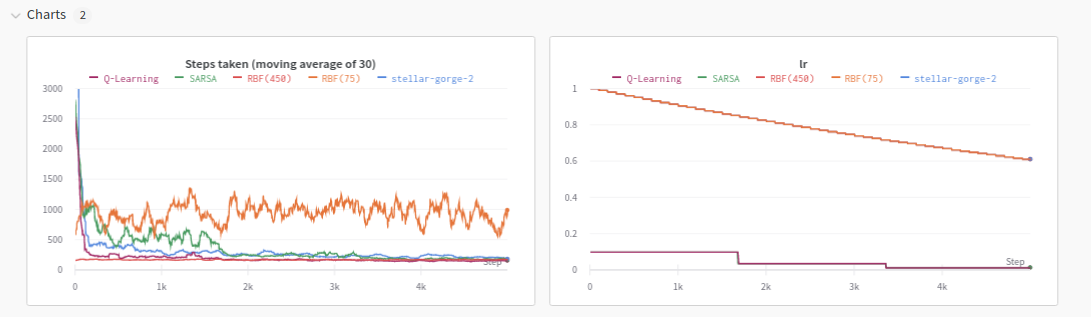 Charts 2
Steps taken (moving average of 30)
Q-Learning SARSA RBF(450) RBF(75) stellar-gorge-2
3000
2500
2000
1500
1000
500
0
Step
0 1k 2k 3k 4k
lr
Q-Learning SARSA RBF(450) RBF(75) stellar-gorge-2
1
0.8
0.6
0.4
0.2
0
Step
0 1k 2k 3k 4k